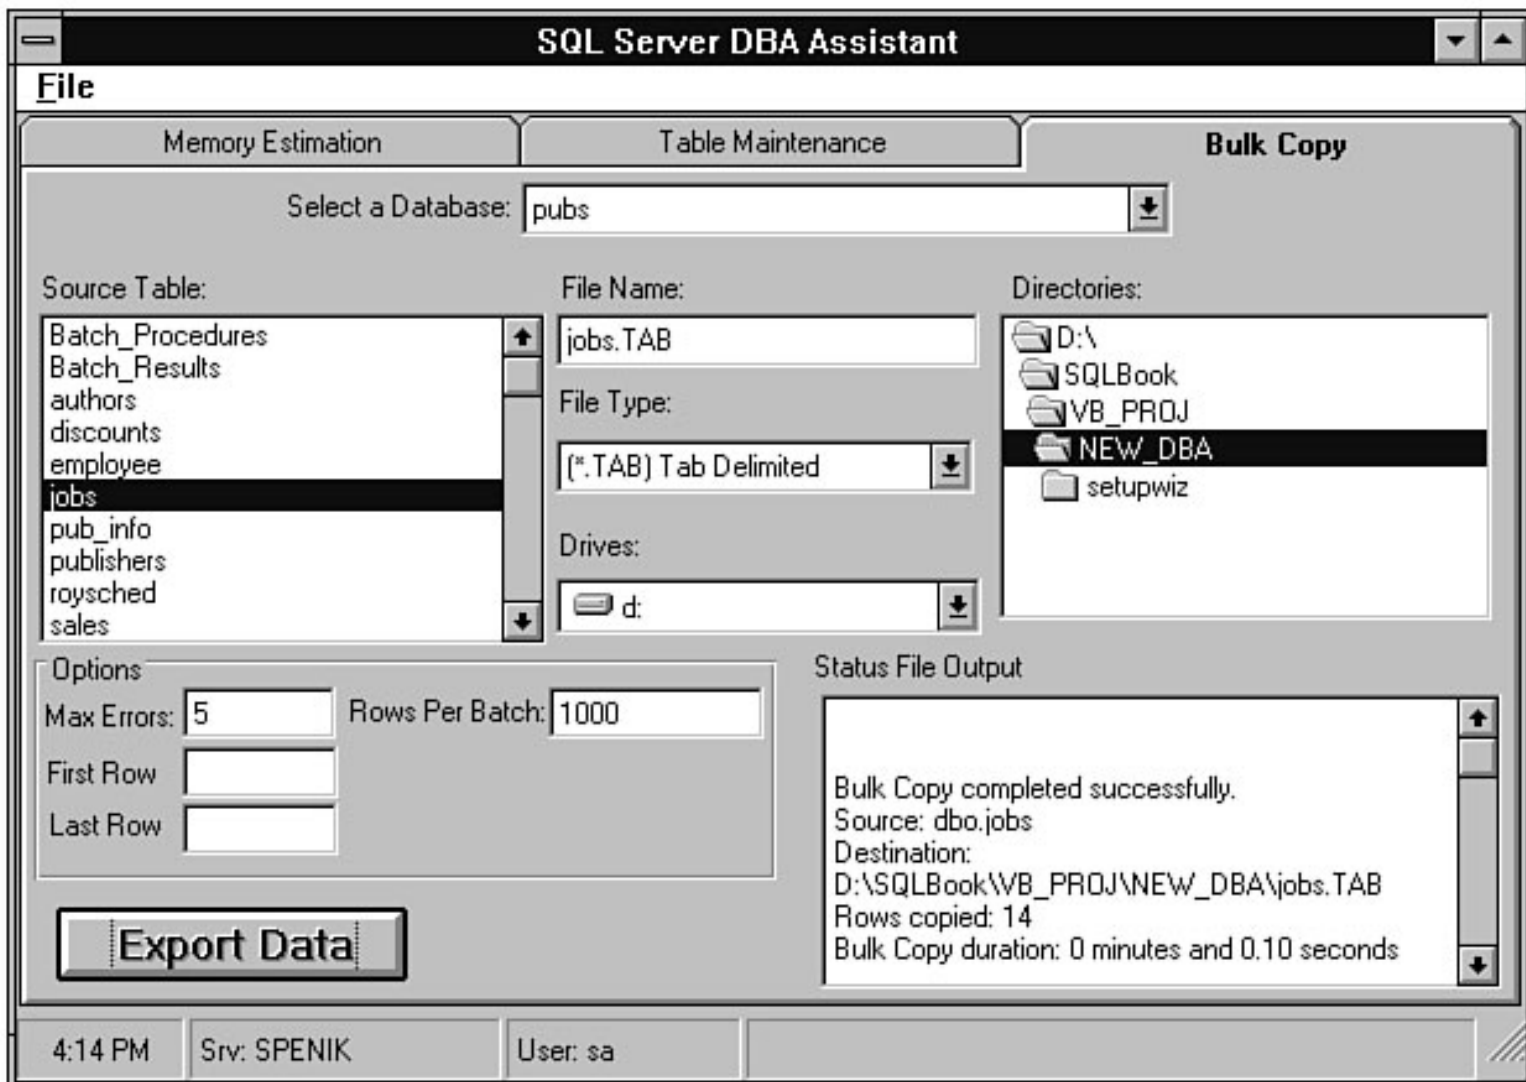 SQL Server DBA Assistant
File
Memory Estimation
Table Maintenance
Bulk Copy
Select a Database: pubs
Source Table:
Batch_Procedures
Batch_Results
authors
discounts
employee
jobs
pub_info
publishers
roysched
sales
File Name:
jobs.TAB
File Type:
(*.TAB) Tab Delimited
Drives:
d:
Directories:
D:\
SQLBook
VB_PROJ
NEW_DBA
setupwiz
Options
Max Errors: 5
Rows Per Batch: 1000
First Row
Last Row
Export Data
Status File Output
Bulk Copy completed successfully.
Source: dbo.jobs
Destination:
D:\SQLBook\VB_PROJ\NEW_DBA\jobs.TAB
Rows copied: 14
Bulk Copy duration: 0 minutes and 0.10 seconds
4:14 PM
Srv: SPENIK
User: sa